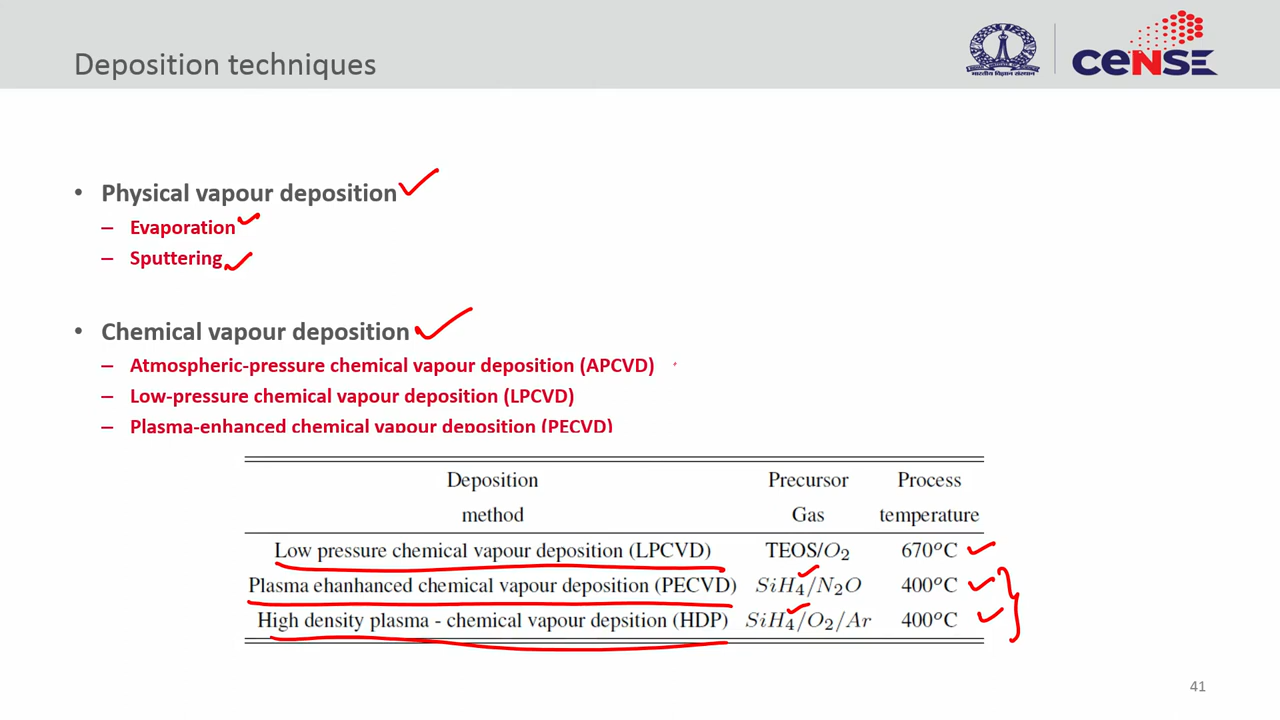 Deposition techniques
भारतीय विज्ञान संस्थान
CeNSE
• Physical vapour deposition
– Evaporation
– Sputtering
• Chemical vapour deposition
– Atmospheric-pressure chemical vapour deposition (APCVD)
– Low-pressure chemical vapour deposition (LPCVD)
– Plasma-enhanced chemical vapour deposition (PECVD)
Deposition method Precursor Gas Process temperature
Low pressure chemical vapour deposition (LPCVD) TEOS/O₂ 670°C
Plasma ehanhanced chemical vapour deposition (PECVD) SiH₄/N₂O 400°C
High density plasma - chemical vapour depsition (HDP) SiH₄/O₂/Ar 400°C
41